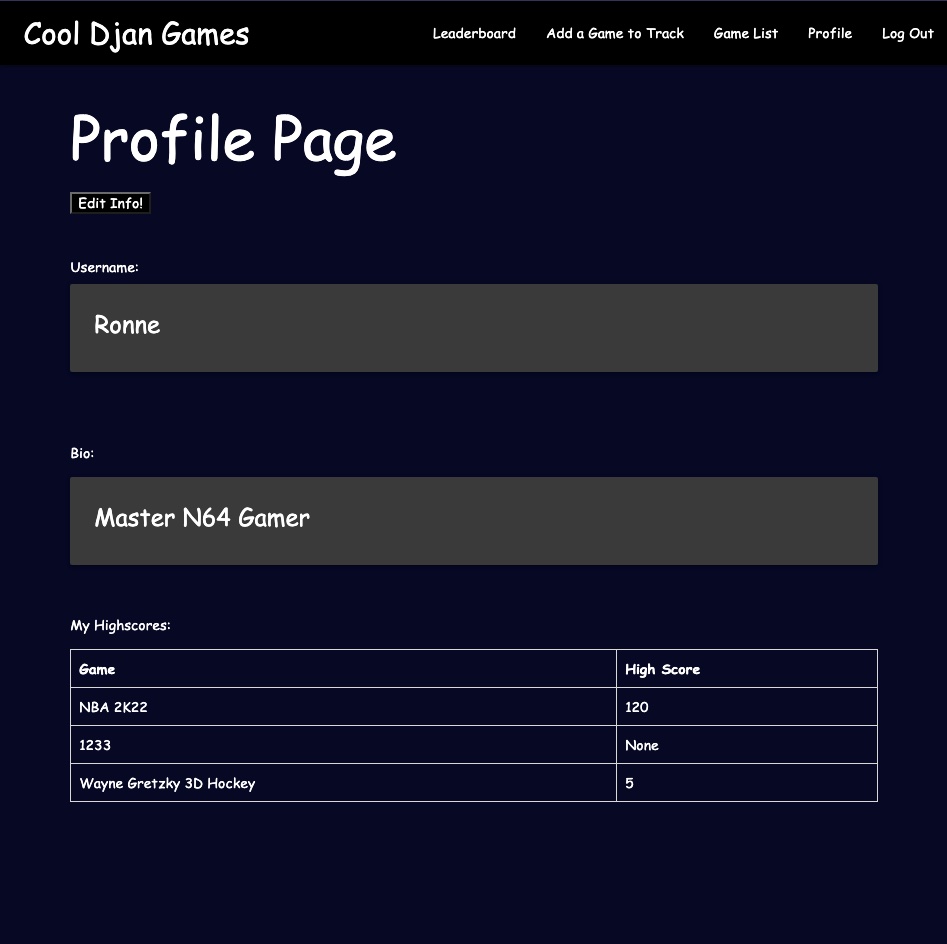 Cool Djan Games Leaderboard Add a Game to Track Game List Profile Log Out
Profile Page
Edit Info!
Username:
Ronne
Bio:
Master N64 Gamer
My Highscores:
Game High Score
NBA 2K22 120
1233 None
Wayne Gretzky 3D Hockey 5